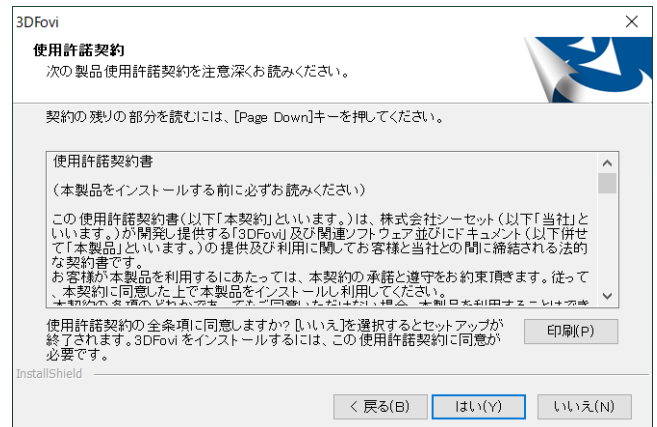 3DFovi
使用許諾契約
次の製品使用許諾契約を注意深くお読みください。
契約の残りの部分を読むには、[Page Down]キーを押してください。
使用許諾契約書
(本製品をインストールする前に必ずお読みください)
この使用許諾契約書(以下「本契約」といいます。)は、株式会社シーセット(以下「当社」と
いいます。)が開発し提供する「3DFovi」及び関連ソフトウェア並びにドキュメント(以下併せ
て「本製品」といいます。)の提供及び利用に関してお客様と当社との間に締結される法的
な契約書です。
お客様が本製品を利用するにあたっては、本契約の承諾と遵守をお約束頂きます。従って
、本契約に同意した上で本製品をインストールし利用してください。
使用許諾契約の全条項に同意しますか? [いいえ]を選択するとセットアップが
終了されます。3DFovi をインストールするには、この使用許諾契約に同意が
必要です。
印刷(P)
InstallShield
< 戻る(B)
はい(Y)
いいえ(N)